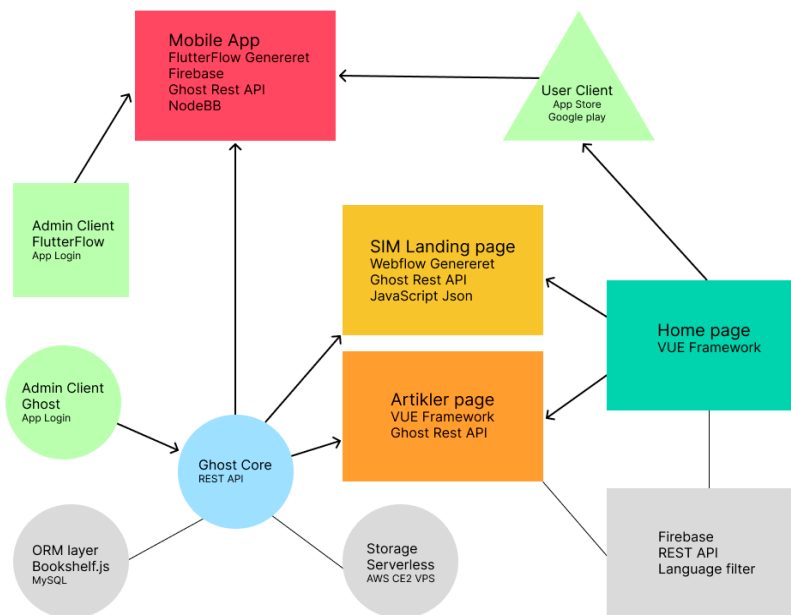 Mobile App
FlutterFlow Genereret
Firebase
Ghost Rest API
NodeBB
User Client
App Store
Google play
Admin Client
FlutterFlow
App Login
SIM Landing page
Webflow Genereret
Ghost Rest API
JavaScript Json
Home page
VUE Framework
Admin Client
Ghost
App Login
Artikler page
VUE Framework
Ghost Rest API
Ghost Core
REST API
ORM layer
Bookshelf.js
MySQL
Storage
Serverless
AWS CE2 VPS
Firebase
REST API
Language filter